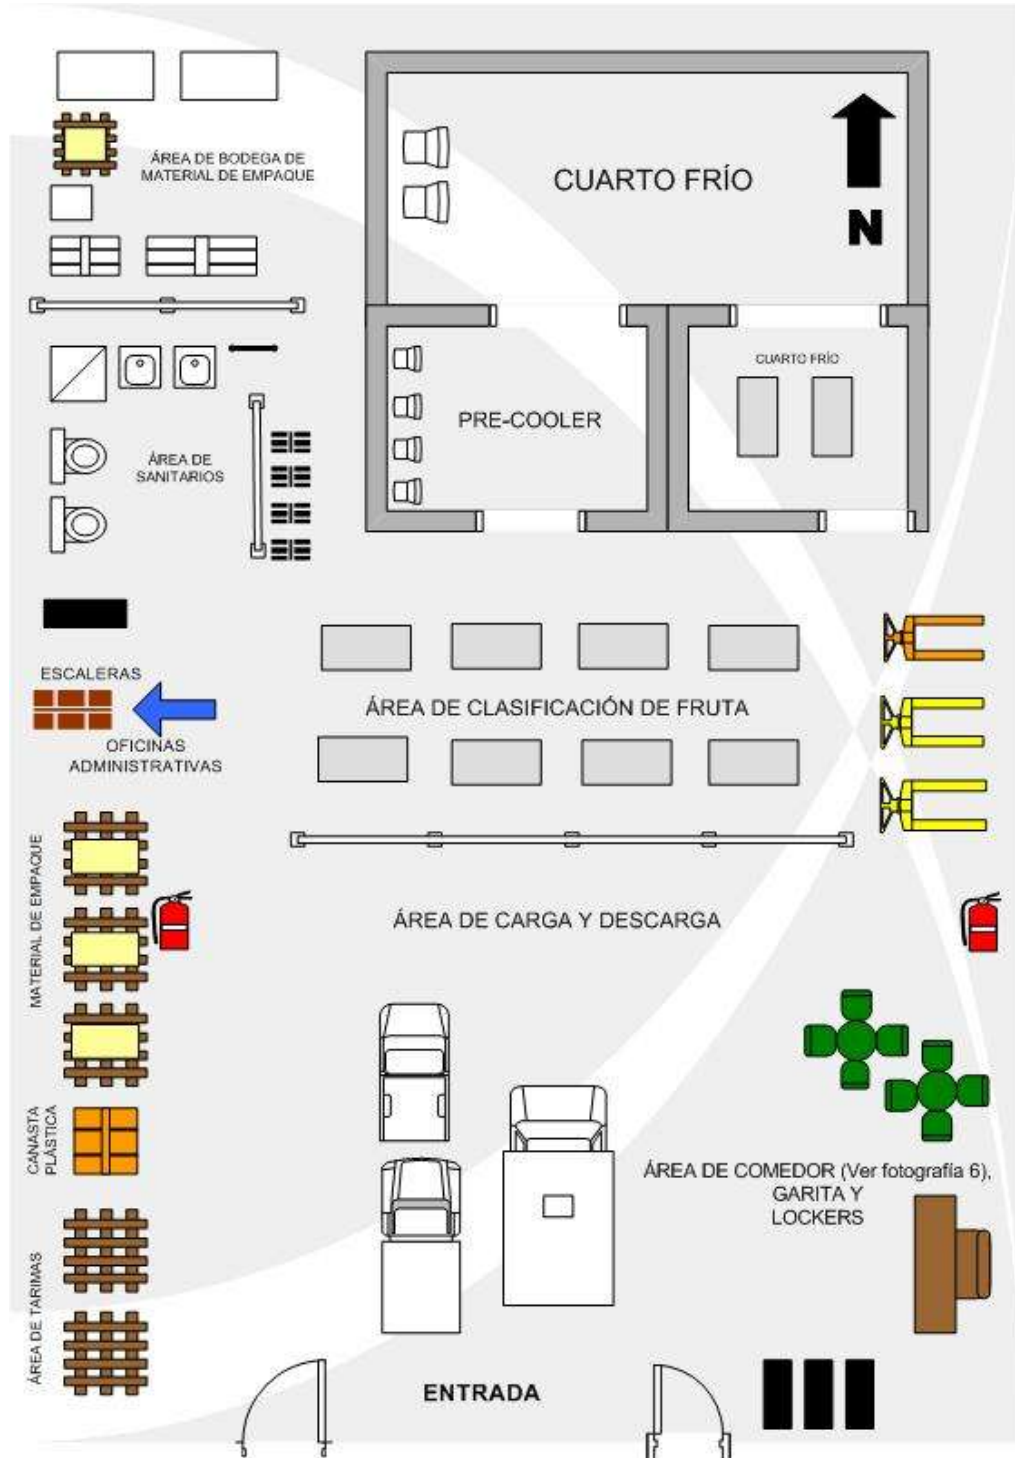 ÁREA DE BODEGA DE
MATERIAL DE EMPAQUE
CUARTO FRÍO
N
CUARTO FRÍO
PRE-COOLER
ÁREA DE
SANITARIOS
ESCALERAS
OFICINAS
ADMINISTRATIVAS
ÁREA DE CLASIFICACIÓN DE FRUTA
MATERIAL DE EMPAQUE
ÁREA DE CARGA Y DESCARGA
CANASTA
PLÁSTICA
ÁREA DE COMEDOR (Ver fotografía 6),
GARITA Y
LOCKERS
ÁREA DE TARIMAS
ENTRADA